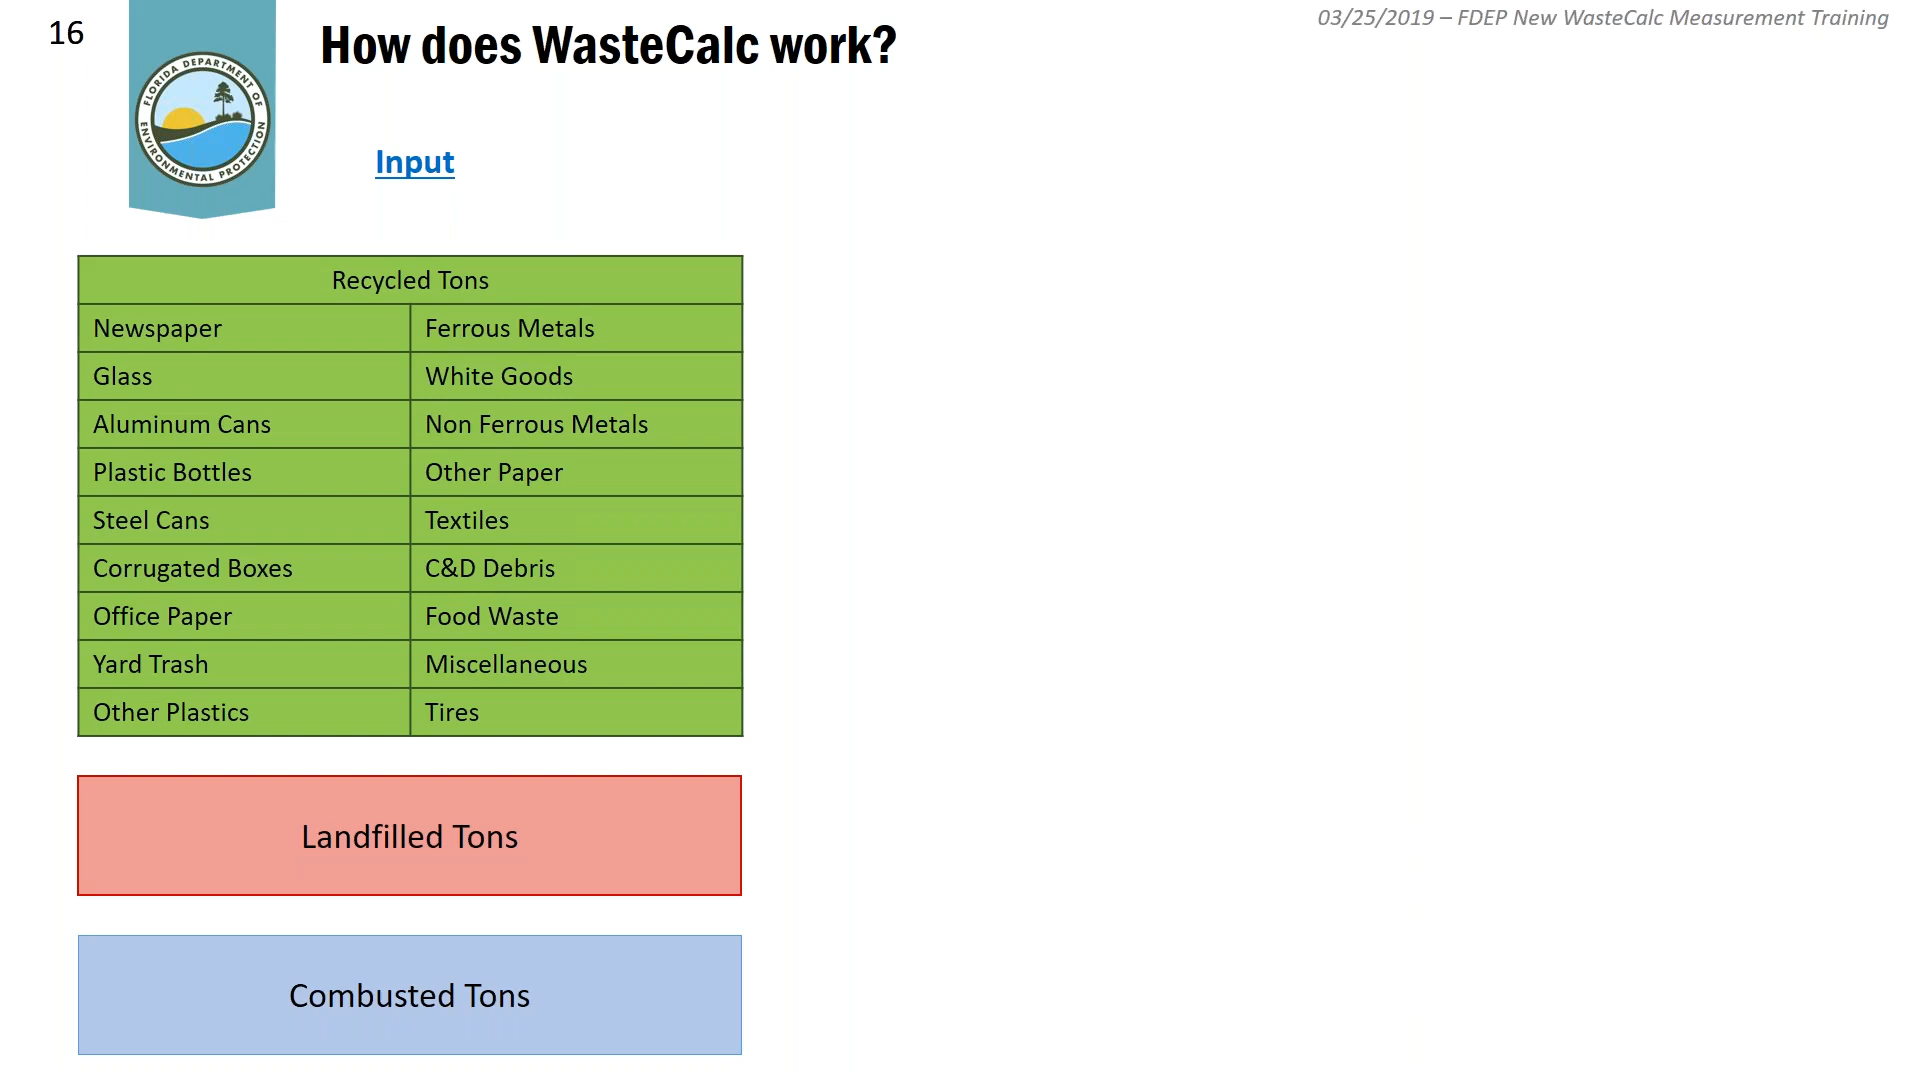 16
03/25/2019 – FDEP New WasteCalc Measurement Training
How does WasteCalc work?
FLORIDA DEPARTMENT OF
ENVIRONMENTAL PROTECTION
Input
Recycled Tons
Newspaper
Ferrous Metals
Glass
White Goods
Aluminum Cans
Non Ferrous Metals
Plastic Bottles
Other Paper
Steel Cans
Textiles
Corrugated Boxes
C&D Debris
Office Paper
Food Waste
Yard Trash
Miscellaneous
Other Plastics
Tires
Landfilled Tons
Combusted Tons